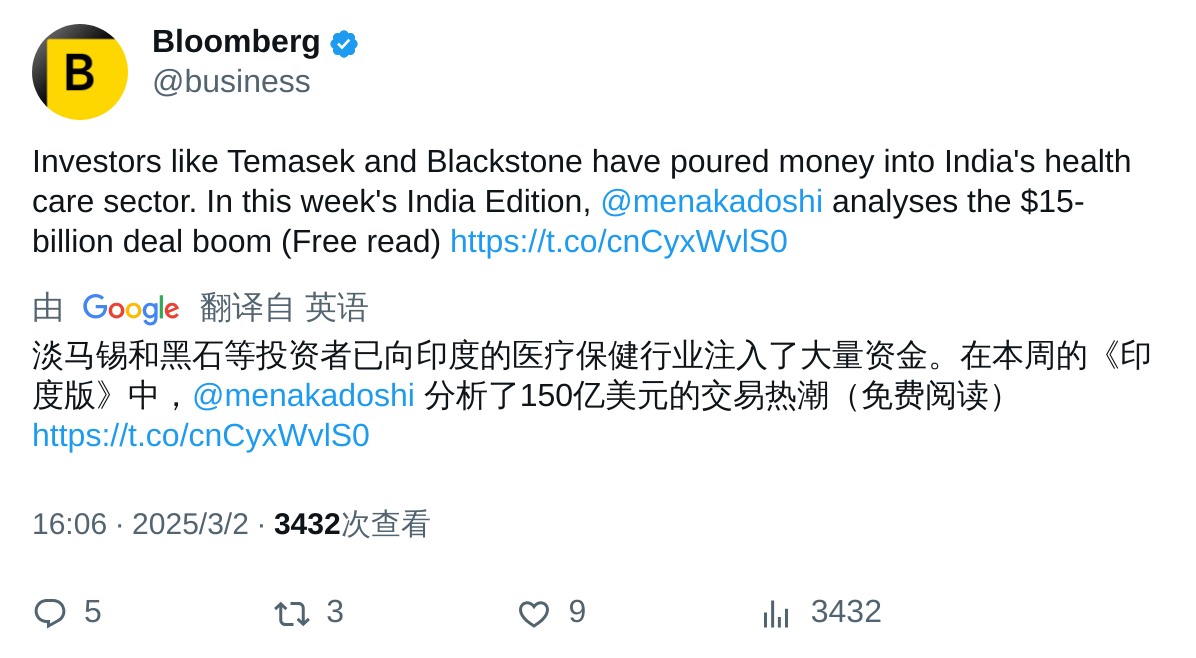 B
Bloomberg
@business
Investors like Temasek and Blackstone have poured money into India's health
care sector. In this week's India Edition, @menakadoshi analyses the $15-
billion deal boom (Free read) https://t.co/cnCyxWvlS0
由 Google 翻译自 英语
淡马锡和黑石等投资者已向印度的医疗保健行业注入了大量资金。在本周的《印
度版》中，@menakadoshi 分析了150亿美元的交易热潮（免费阅读）
https://t.co/cnCyxWvlS0
16:06 · 2025/3/2 · 3432次查看
5 3 9 3432